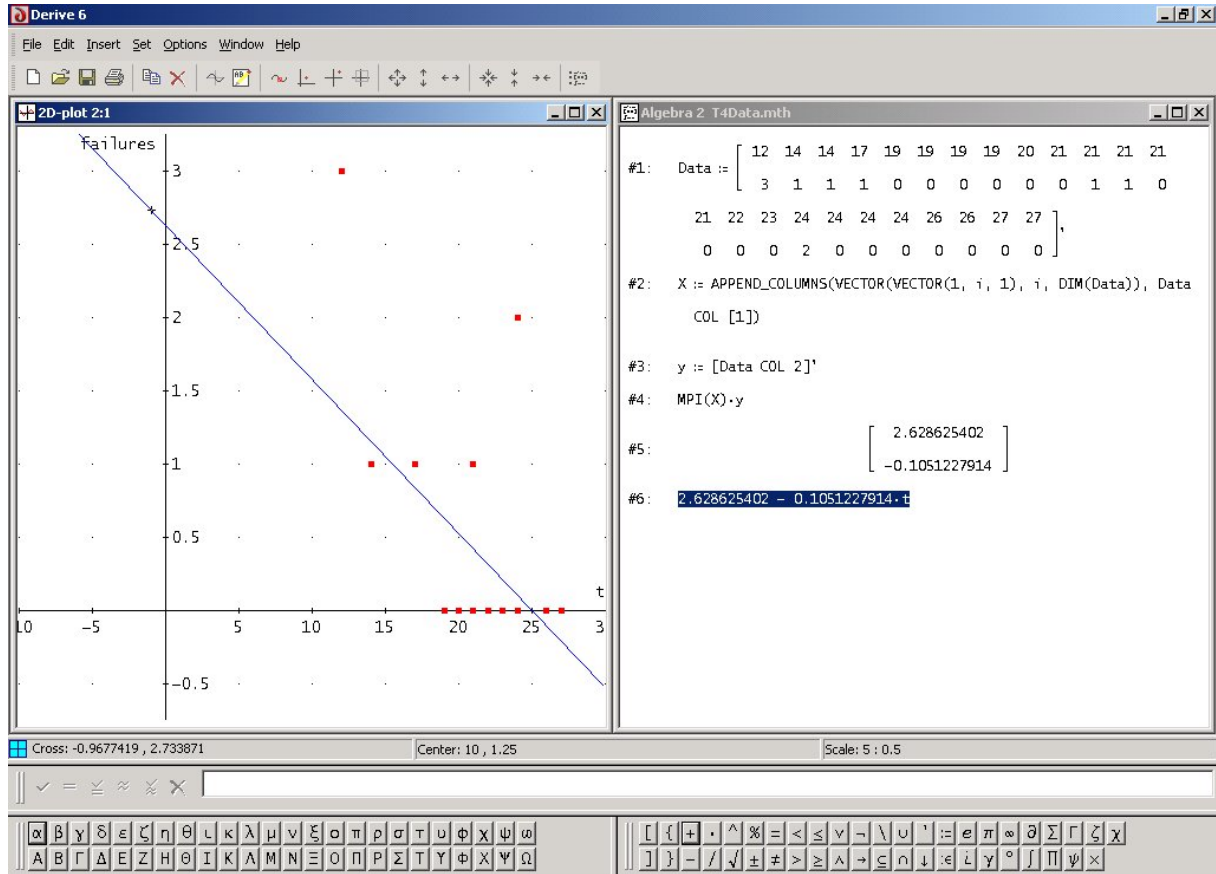 Derive 6
File Edit Insert Set Options Window Help
2D-plot 2:1
failures
3
2.5
2
1.5
1
0.5
t
10 -5 5 10 15 20 25 3
-0.5
Algebra 2 T4Data.mth
#1: Data := [ 12 14 14 17 19 19 19 19 20 21 21 21 21
3 1 1 1 0 0 0 0 0 0 1 1 0
21 22 23 24 24 24 24 26 26 27 27 ]'
0 0 0 2 0 0 0 0 0 0 0
#2: X := APPEND_COLUMNS(VECTOR(VECTOR(1, i, 1), i, DIM(Data)), Data
COL [1])
#3: y := [Data COL 2]'
#4: MPI(X)·y
#5: [ 2.628625402
-0.1051227914 ]
#6: 2.628625402 - 0.1051227914·t
Cross: -0.9677419 , 2.733871 Center: 10 , 1.25 Scale: 5 : 0.5
✓ = ≈
α β γ δ ε ζ η θ ι κ λ μ ν ξ ο π ρ σ τ υ φ χ ψ ω
Α Β Γ Δ Ε Ζ Η Θ Ι Κ Λ Μ Ν Ξ Ο Π Ρ Σ Τ Υ Φ Χ Ψ Ω
[ { + · ^ % = < ≤ ∨ ¬ \ ∪ ' := e π ∞ ∂ Σ Γ ζ χ
] } - / √ ± ≠ > ≥ ∧ → ⊆ ∩ ↓ :∈ i γ ° ∫ Π ψ ×